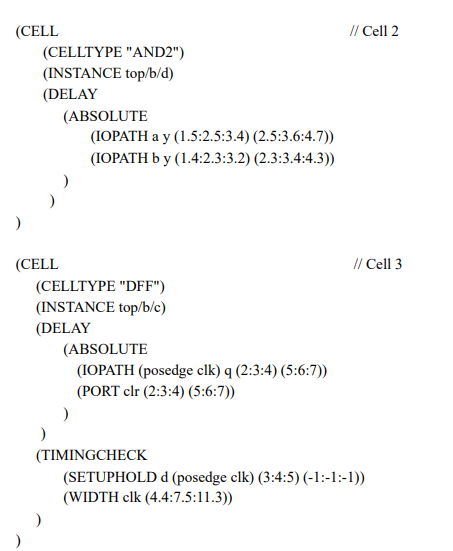 (CELL // Cell 2
(CELLTYPE "AND2")
(INSTANCE top/b/d)
(DELAY
(ABSOLUTE
(IOPATH a y (1.5:2.5:3.4) (2.5:3.6:4.7))
(IOPATH b y (1.4:2.3:3.2) (2.3:3.4:4.3))
)
)
)
(CELL // Cell 3
(CELLTYPE "DFF")
(INSTANCE top/b/c)
(DELAY
(ABSOLUTE
(IOPATH (posedge clk) q (2:3:4) (5:6:7))
(PORT clr (2:3:4) (5:6:7))
)
)
(TIMINGCHECK
(SETUPHOLD d (posedge clk) (3:4:5) (-1:-1:-1))
(WIDTH clk (4.4:7.5:11.3))
)
)